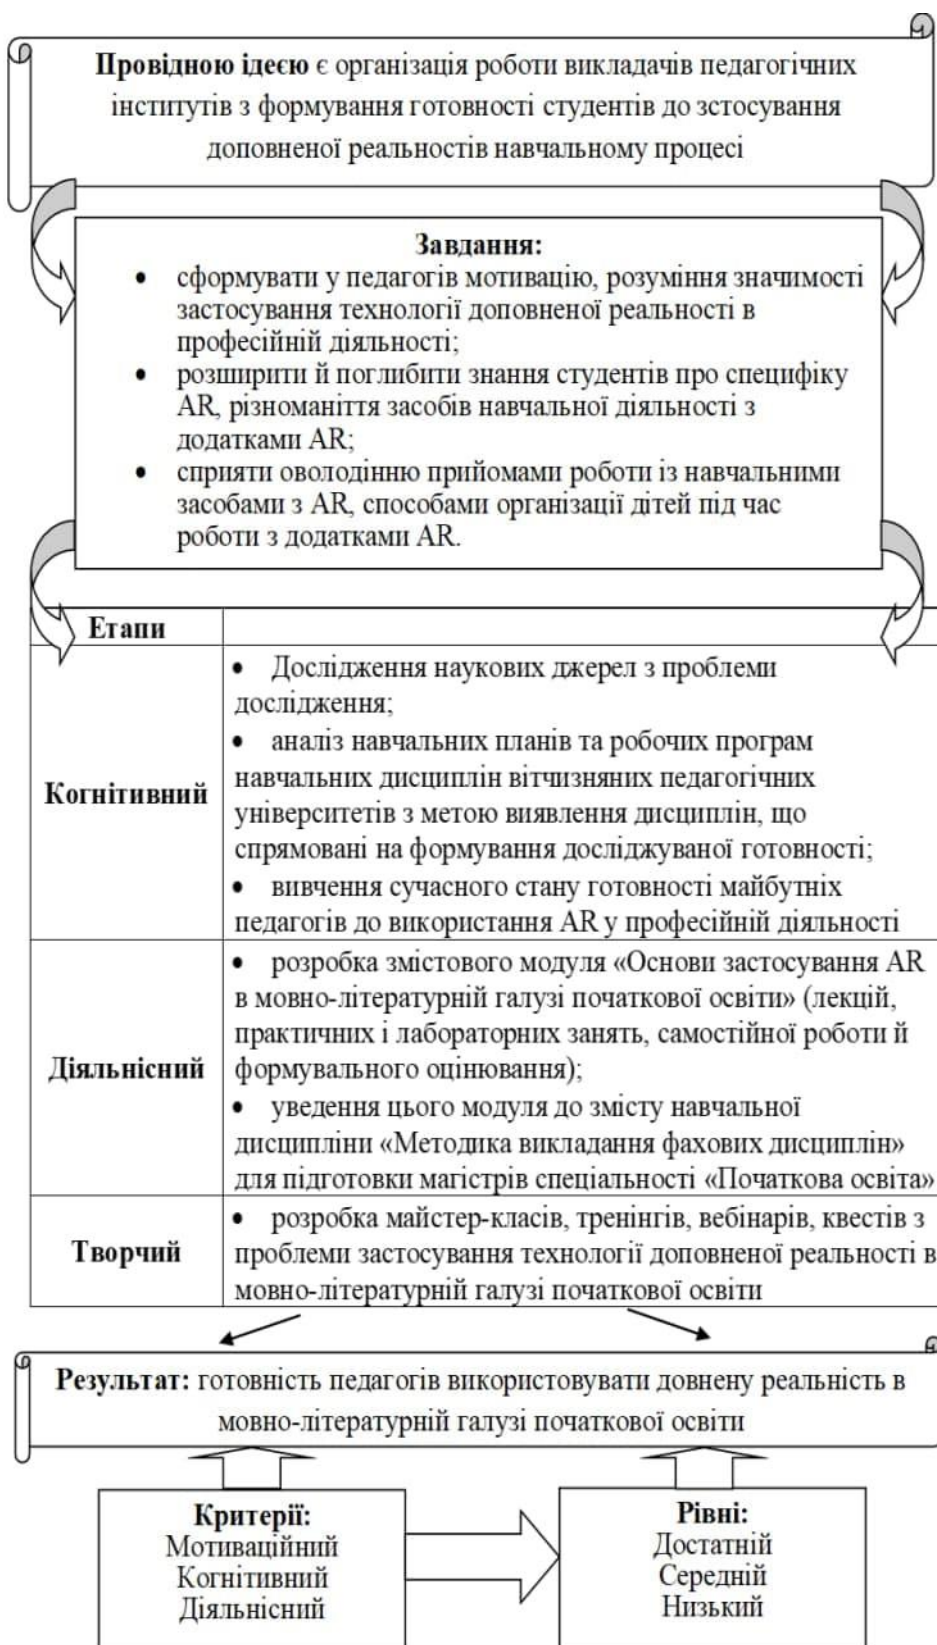 Провідною ідеєю є організація роботи викладачів педагогічних
інститутів з формування готовності студентів до зстосування
доповненої реальностів навчальному процесі
Завдання:
• сформувати у педагогів мотивацію, розуміння значимості
застосування технології доповненої реальності в
професійній діяльності;
• розширити й поглибити знання студентів про специфіку
AR, різноманіття засобів навчальної діяльності з
додатками AR;
• сприяти оволодінню прийомами роботи із навчальними
засобами з AR, способами організації дітей під час
роботи з додатками AR.
Етапи
Когнітивний
• Дослідження наукових джерел з проблеми
дослідження;
• аналіз навчальних планів та робочих програм
навчальних дисциплін вітчизняних педагогічних
університетів з метою виявлення дисциплін, що
спрямовані на формування досліджуваної готовності;
• вивчення сучасного стану готовності майбутніх
педагогів до використання AR у професійній діяльності
Діяльнісний
• розробка змістового модуля «Основи застосування AR
в мовно-літературній галузі початкової освіти» (лекцій,
практичних і лабораторних занять, самостійної роботи й
формувального оцінювання);
• уведення цього модуля до змісту навчальної
дисципліни «Методика викладання фахових дисциплін»
для підготовки магістрів спеціальності «Початкова освіта»
Творчий
• розробка майстер-класів, тренінгів, вебінарів, квестів з
проблеми застосування технології доповненої реальності в
мовно-літературній галузі початкової освіти
Результат: готовність педагогів використовувати довнену реальність в
мовно-літературній галузі початкової освіти
Критерії:
Мотиваційний
Когнітивний
Діяльнісний
Рівні:
Достатній
Середній
Низький